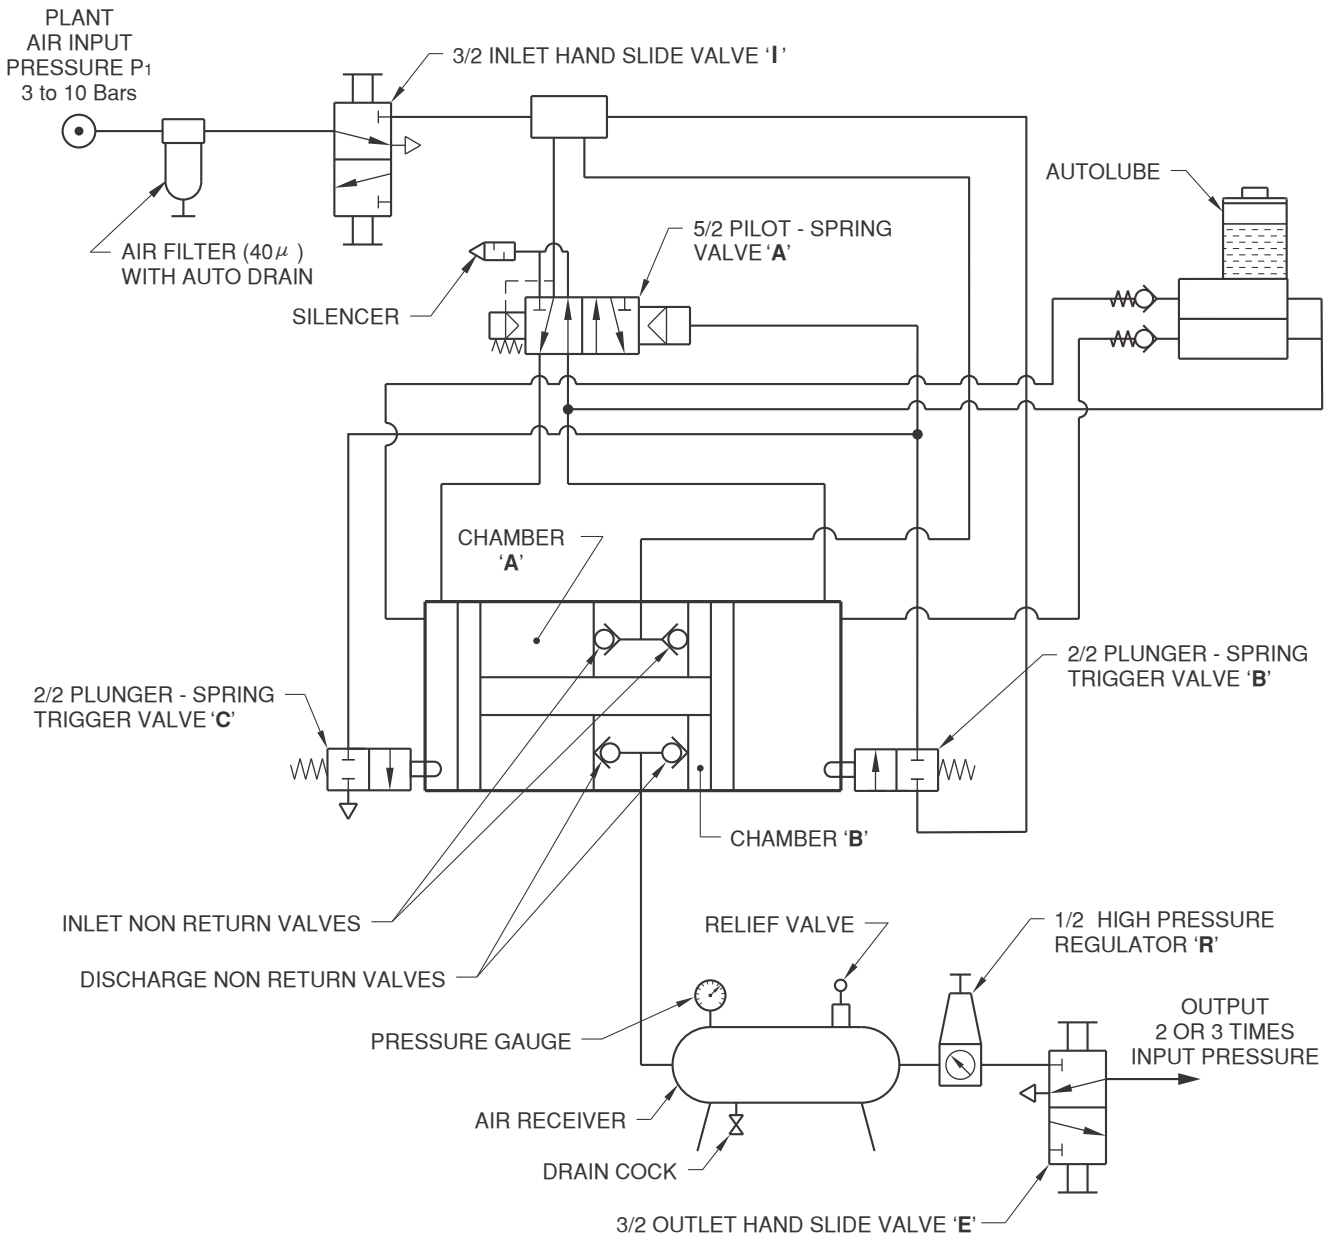 PLANT
AIR INPUT
PRESSURE P1
3 to 10 Bars
3/2 INLET HAND SLIDE VALVE ‘I’
AUTOLUBE
AIR FILTER (40μ )
WITH AUTO DRAIN
5/2 PILOT - SPRING
VALVE ‘A’
SILENCER
CHAMBER
‘A’
2/2 PLUNGER - SPRING
TRIGGER VALVE ‘C’
2/2 PLUNGER - SPRING
TRIGGER VALVE ‘B’
CHAMBER ‘B’
INLET NON RETURN VALVES
DISCHARGE NON RETURN VALVES
RELIEF VALVE
1/2 HIGH PRESSURE
REGULATOR ‘R’
PRESSURE GAUGE
OUTPUT
2 OR 3 TIMES
INPUT PRESSURE
AIR RECEIVER
DRAIN COCK
3/2 OUTLET HAND SLIDE VALVE ‘E’